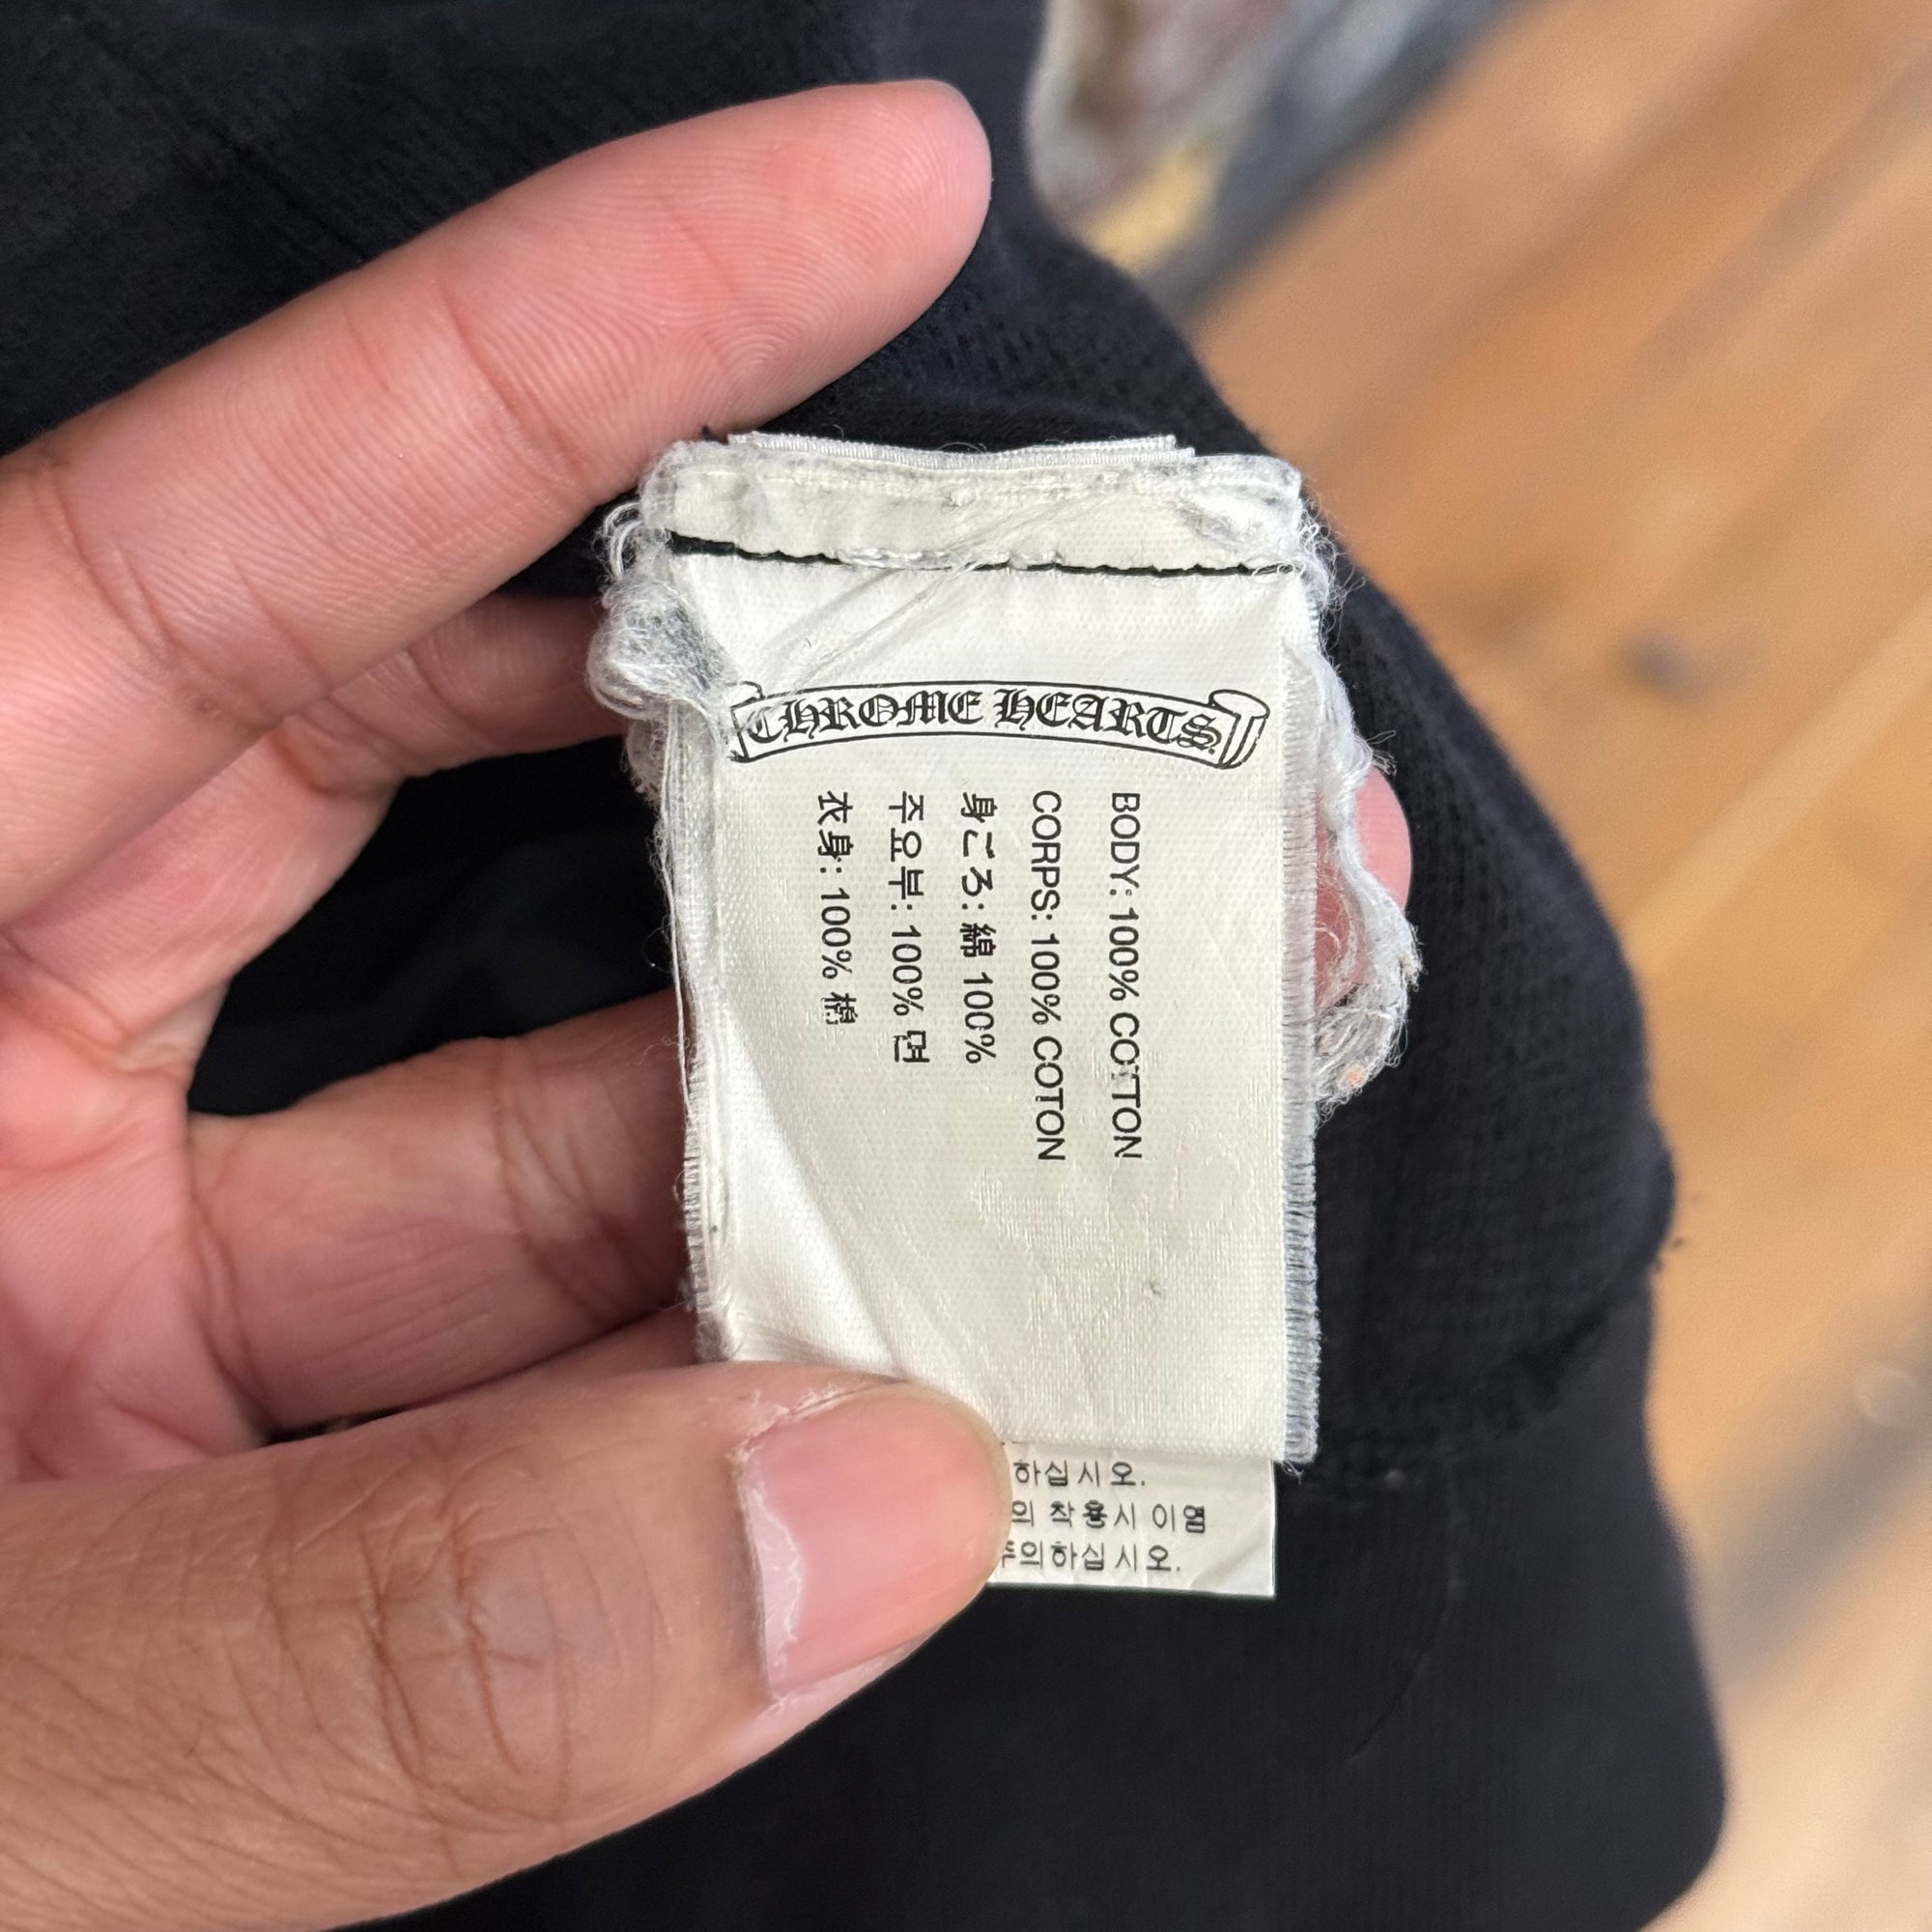 CHROME HEARTS
BODY: 100% COTTON
CORPS: 100% COTON
身ごろ: 綿 100%
주요부: 100% 면
衣身: 100% 棉
하십시오.
의 착용시 이염
주의하십시오.